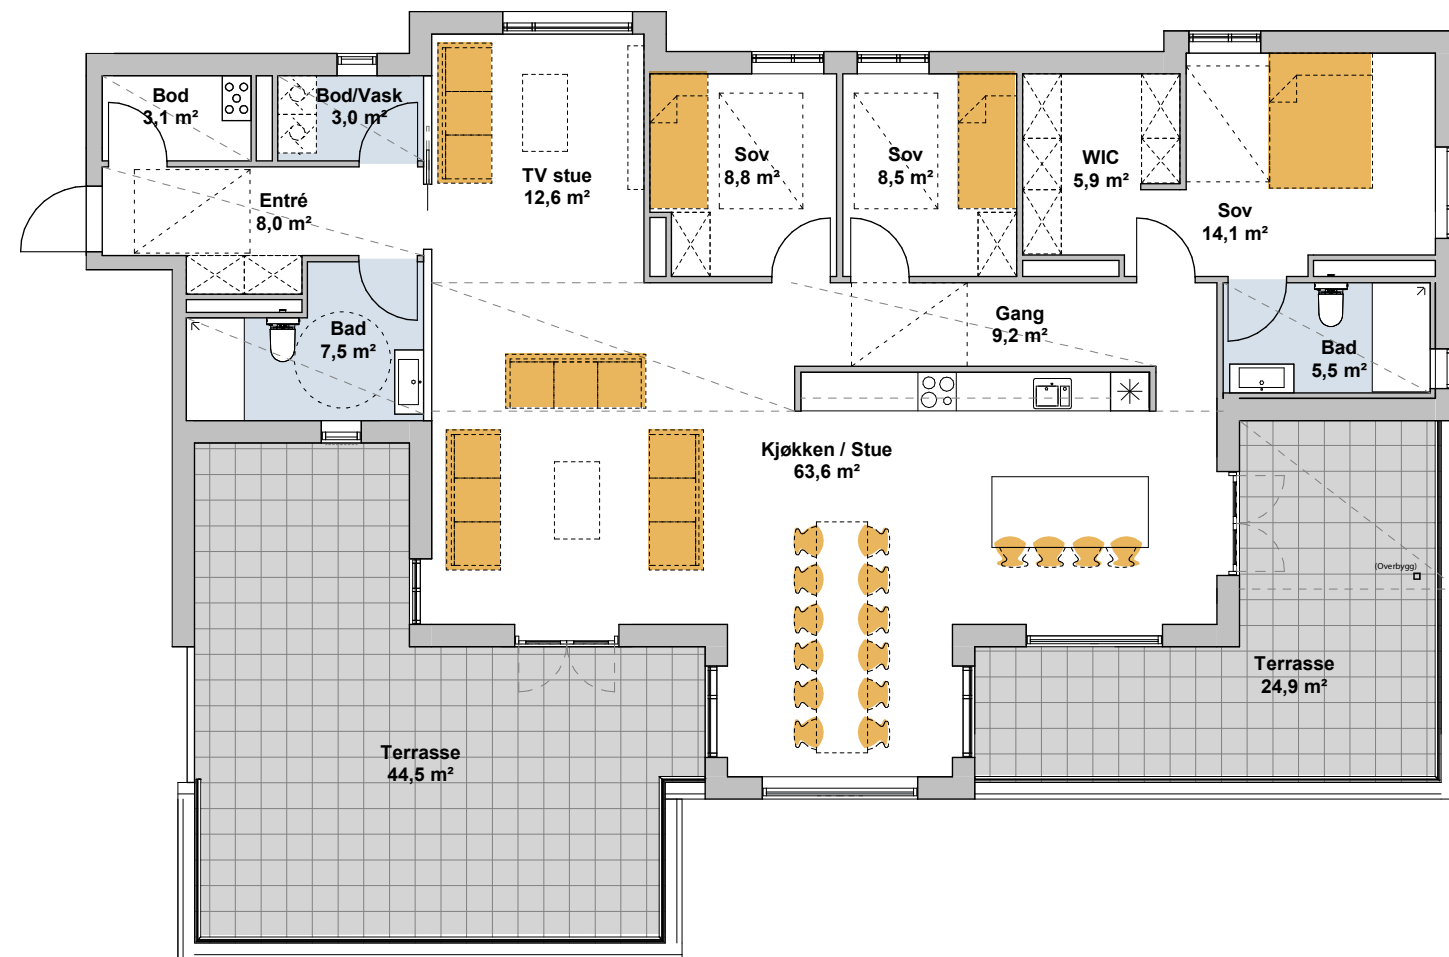 Bod
3,1 m²
Bod/Vask
3,0 m²
TV stue
12,6 m²
Sov
8,8 m²
Sov
8,5 m²
WIC
5,9 m²
Sov
14,1 m²
Entré
8,0 m²
Bad
7,5 m²
Gang
9,2 m²
Bad
5,5 m²
Kjøkken / Stue
63,6 m²
(Overbygg)
Terrasse
24,9 m²
Terrasse
44,5 m²